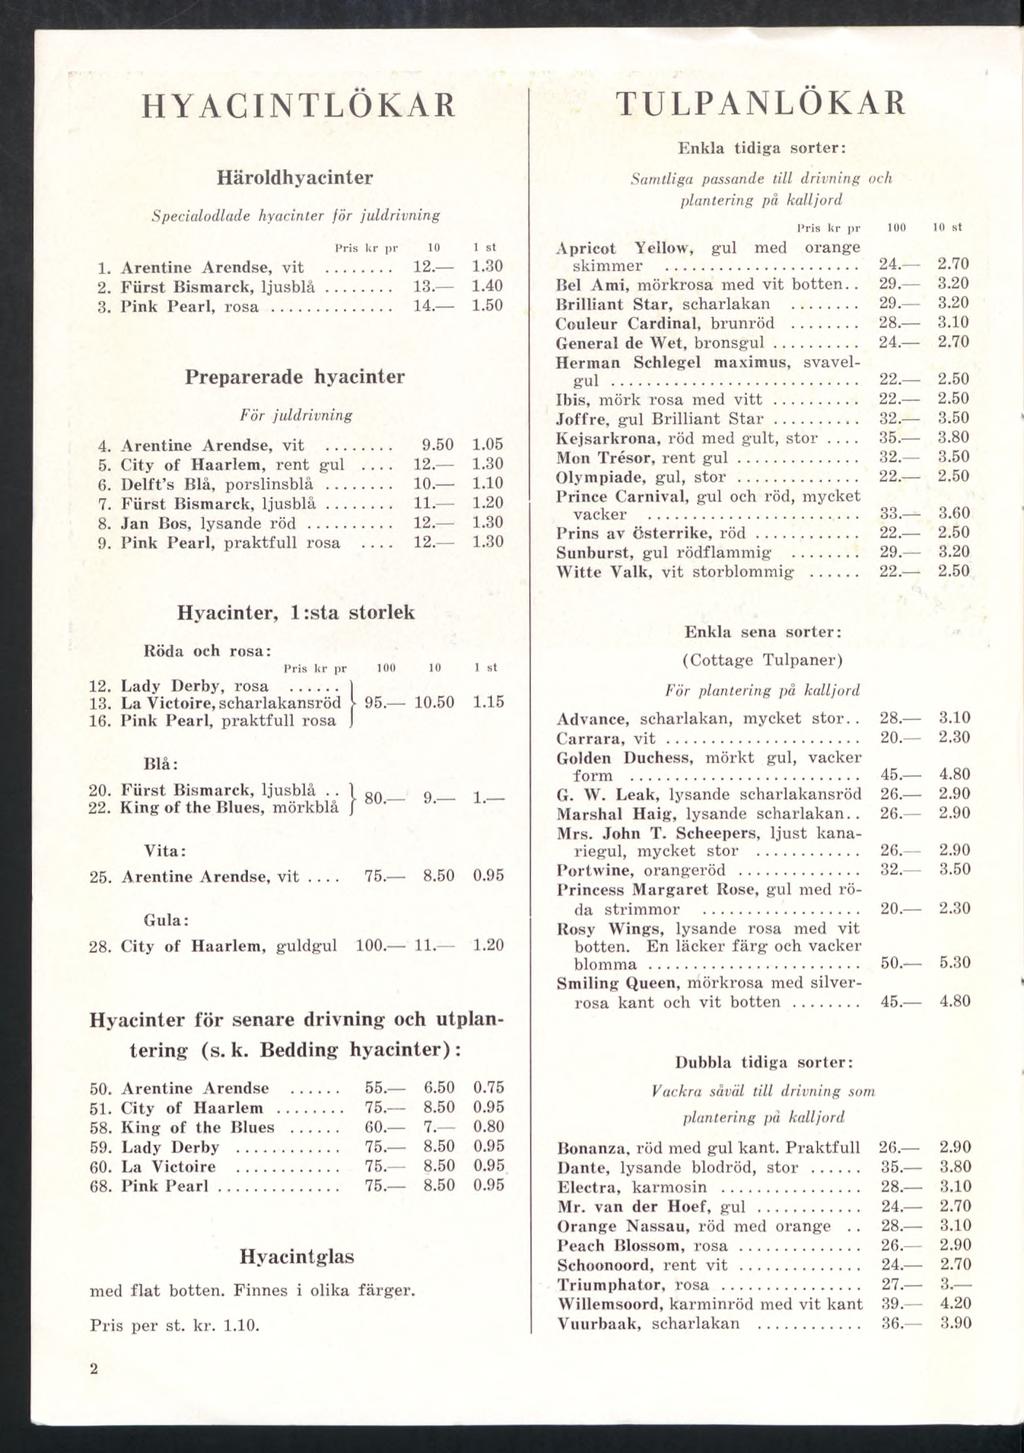 HYACINTLÖKAR
Häroldhyacinter
Specialodlade hyacinter för juldrivning
Pris kr pr 10 1 st
1. Arentine Arendse, vit ........ 12.— 1.30
2. Fürst Bismarck, ljusblå ........ 13.— 1.40
3. Pink Pearl, rosa .............. 14.— 1.50
Preparerade hyacinter
För juldrivning
4. Arentine Arendse, vit ........ 9.50 1.05
5. City of Haarlem, rent gul .... 12.— 1.30
6. Delft's Blå, porslinsblå ........ 10.— 1.10
7. Fürst Bismarck, ljusblå ........ 11.— 1.20
8. Jan Bos, lysande röd .......... 12.— 1.30
9. Pink Pearl, praktfull rosa .... 12.— 1.30
Hyacinter, 1:sta storlek
Röda och rosa:
Pris kr pr 100 10 1 st
12. Lady Derby, rosa ......
13. La Victoire, scharlakansröd } 95.— 10.50 1.15
16. Pink Pearl, praktfull rosa
Blå:
20. Fürst Bismarck, ljusblå .. } 80.— 9.— 1.—
22. King of the Blues, mörkblå
Vita:
25. Arentine Arendse, vit .... 75.— 8.50 0.95
Gula:
28. City of Haarlem, guldgul 100.— 11.— 1.20
Hyacinter för senare drivning och utplan-
tering (s. k. Bedding hyacinter):
50. Arentine Arendse ...... 55.— 6.50 0.75
51. City of Haarlem ........ 75.— 8.50 0.95
58. King of the Blues ...... 60.— 7.— 0.80
59. Lady Derby ............ 75.— 8.50 0.95
60. La Victoire ............ 75.— 8.50 0.95
68. Pink Pearl .............. 75.— 8.50 0.95
Hyacintglas
med flat botten. Finnes i olika färger.
Pris per st. kr. 1.10.
2
TULPANLÖKAR
Enkla tidiga sorter:
Samtliga passande till drivning och
plantering på kalljord
Pris kr pr 100 10 st
Apricot Yellow, gul med orange
skimmer ...................... 24.— 2.70
Bel Ami, mörkrosa med vit botten.. 29.— 3.20
Brilliant Star, scharlakan ........ 29.— 3.20
Couleur Cardinal, brunröd ........ 28.— 3.10
General de Wet, bronsgul .......... 24.— 2.70
Herman Schlegel maximus, svavel-
gul ............................ 22.— 2.50
Ibis, mörk rosa med vitt .......... 22.— 2.50
Joffre, gul Brilliant Star .......... 32.— 3.50
Kejsarkrona, röd med gult, stor .... 35.— 3.80
Mon Trésor, rent gul .............. 32.— 3.50
Olympiade, gul, stor .............. 22.— 2.50
Prince Carnival, gul och röd, mycket
vacker ........................ 33.— 3.60
Prins av Österrike, röd ............ 22.— 2.50
Sunburst, gul rödflammig ........ 29.— 3.20
Witte Valk, vit storblommig ...... 22.— 2.50
Enkla sena sorter:
(Cottage Tulpaner)
För plantering på kalljord
Advance, scharlakan, mycket stor.. 28.— 3.10
Carrara, vit ...................... 20.— 2.30
Golden Duchess, mörkt gul, vacker
form .......................... 45.— 4.80
G. W. Leak, lysande scharlakansröd 26.— 2.90
Marshal Haig, lysande scharlakan.. 26.— 2.90
Mrs. John T. Scheepers, ljust kana-
riegul, mycket stor ............ 26.— 2.90
Portwine, orangeröd .............. 32.— 3.50
Princess Margaret Rose, gul med rö-
da strimmor .................. 20.— 2.30
Rosy Wings, lysande rosa med vit
botten. En läcker färg och vacker
blomma ........................ 50.— 5.30
Smiling Queen, mörkrosa med silver-
rosa kant och vit botten ........ 45.— 4.80
Dubbla tidiga sorter:
Vackra såväl till drivning som
plantering på kalljord
Bonanza, röd med gul kant. Praktfull 26.— 2.90
Dante, lysande blodröd, stor ...... 35.— 3.80
Electra, karmosin ................ 28.— 3.10
Mr. van der Hoef, gul ............ 24.— 2.70
Orange Nassau, röd med orange .. 28.— 3.10
Peach Blossom, rosa .............. 26.— 2.90
Schoonoord, rent vit .............. 24.— 2.70
Triumphator, rosa ................ 27.— 3.—
Willemsoord, karminröd med vit kant 39.— 4.20
Vuurbaak, scharlakan ............ 36.— 3.90